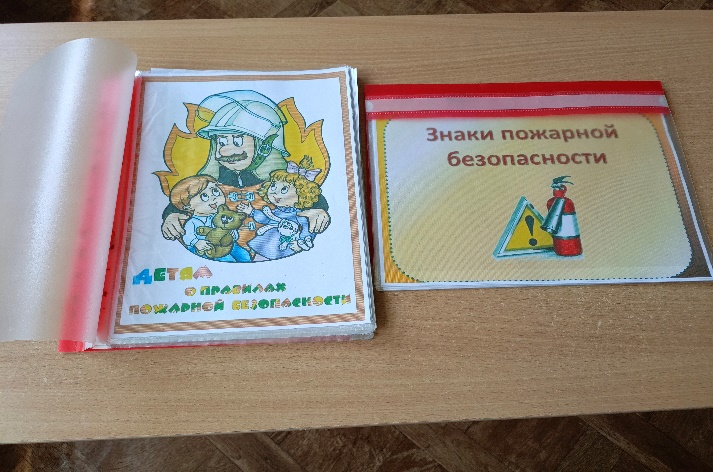 ДЕТЯМ
О ПРАВИЛАХ
ПОЖАРНОЙ БЕЗОПАСНОСТИ
Знаки пожарной
безопасности